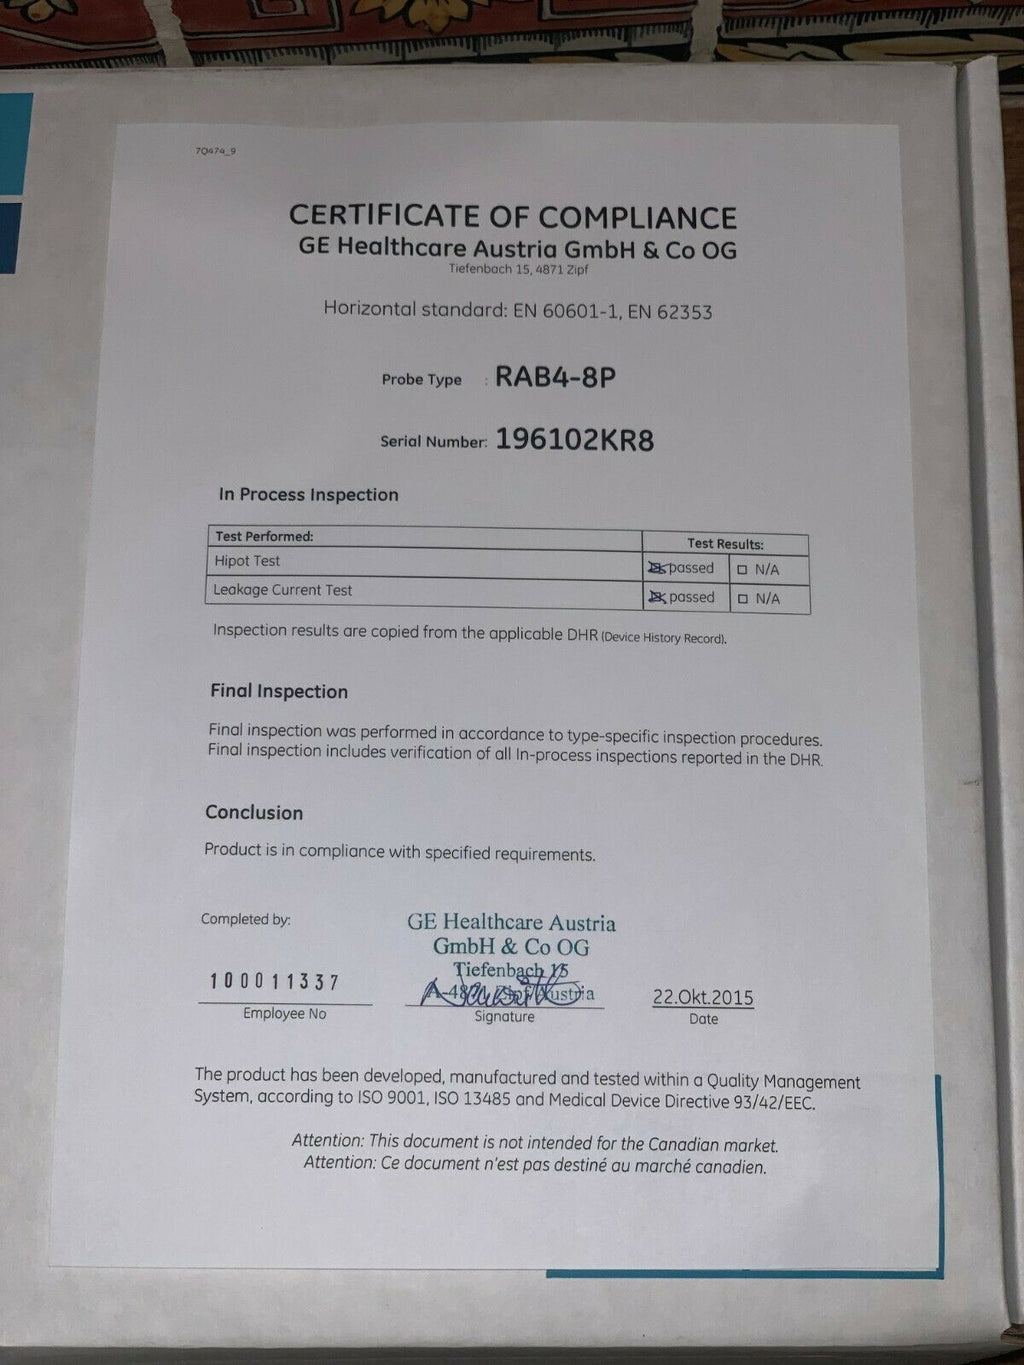 70474_9
CERTIFICATE OF COMPLIANCE
GE Healthcare Austria GmbH & Co OG
Tiefenbach 15, 4871 Zipf
Horizontal standard: EN 60601-1, EN 62353
Probe Type : RAB4-8P
Serial Number: 196102KR8
In Process Inspection
Test Performed: Test Results:
Hipot Test passed N/A
Leakage Current Test passed N/A
Inspection results are copied from the applicable DHR (Device History Record).
Final Inspection
Final inspection was performed in accordance to type-specific inspection procedures.
Final inspection includes verification of all In-process inspections reported in the DHR.
Conclusion
Product is in compliance with specified requirements.
Completed by:
GE Healthcare Austria
GmbH & Co OG
Tiefenbach 15
Zipf/Austria
100011337
22.Okt.2015
Employee No
Signature
Date
The product has been developed, manufactured and tested within a Quality Management
System, according to ISO 9001, ISO 13485 and Medical Device Directive 93/42/EEC.
Attention: This document is not intended for the Canadian market.
Attention: Ce document n'est pas destiné au marché canadien.